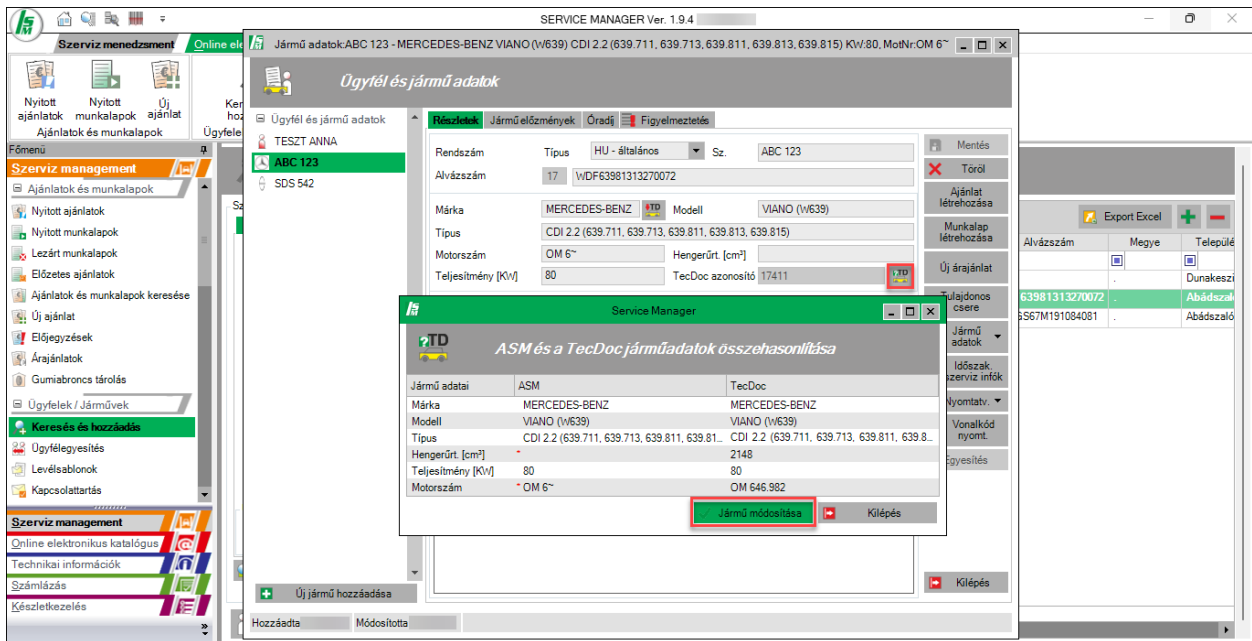 SERVICE MANAGER Ver. 1.9.4
Szerviz menedzsment
Online ele
Nyitott ajánlatok
Nyitott munkalapok
Új ajánlat
Ajánlatok és munkalapok
Ker
hoz
Ügyfele
Főmenü
Szerviz management
Ajánlatok és munkalapok
Nyitott ajánlatok
Nyitott munkalapok
Lezárt munkalapok
Előzetes ajánlatok
Ajánlatok és munkalapok keresése
Új ajánlat
Előjegyzések
Árajánlatok
Gumiabroncs tárolás
Ügyfelek / Járművek
Keresés és hozzáadás
Ügyfélegyesítés
Levélsablonok
Kapcsolattartás
Szerviz management
Online elektronikus katalógus
Technikai információk
Számlázás
Készletkezelés
Sz
Jármű adatok:ABC 123 - MERCEDES-BENZ VIANO (W639) CDI 2.2 (639.711, 639.713, 639.811, 639.813, 639.815) KW:80, MotNr:OM 6~
Ügyfél és jármű adatok
Ügyfél és jármű adatok
TESZT ANNA
ABC 123
SDS 542
Új jármű hozzáadása
Hozzáadta
Módosította
Részletek Jármű előzmények Óradíj Figyelmeztetés
Rendszám Típus HU - általános Sz. ABC 123
Alvázszám 17 WDF63981313270072
Márka MERCEDES-BENZ TD Modell VIANO (W639)
Típus CDI 2.2 (639.711, 639.713, 639.811, 639.813, 639.815)
Motorszám OM 6~ Hengerűrt. [cm³]
Teljesítmény [KW] 80 TecDoc azonosító 17411 ?TD
Mentés
Töröl
Ajánlat létrehozása
Munkalap létrehozása
Új árajánlat
Tulajdonos csere
Jármű adatok
Időszak. szerviz infók
Nyomtatv.
Vonalkód nyomt.
Egyesítés
Kilépés
Service Manager
?TD
ASM és a TecDoc járműadatok összehasonlítása
Jármű adatai ASM TecDoc
Márka MERCEDES-BENZ MERCEDES-BENZ
Modell VIANO (W639) VIANO (W639)
Típus CDI 2.2 (639.711, 639.713, 639.811, 639.81... CDI 2.2 (639.711, 639.713, 639.811, 639.8...
Hengerűrt. [cm³] * 2148
Teljesítmény [KW] 80 80
Motorszám * OM 6~ OM 646.982
Jármű módosítása
Kilépés
Export Excel
Alvázszám Megye Települé
. Dunakeszi
63981313270072 . Abádszal
GS67M191084081 . Abádszaló